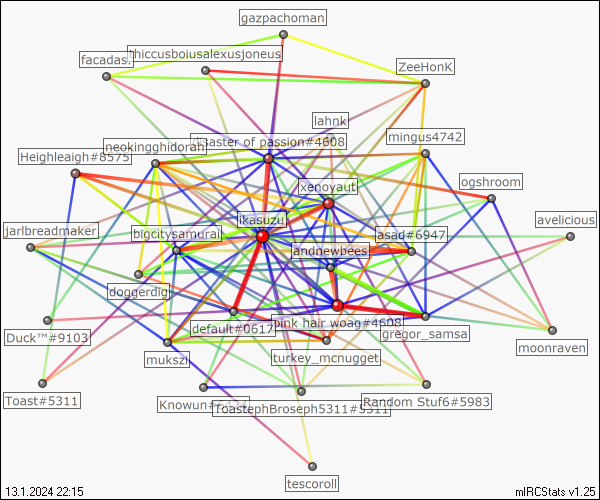 gazpachoman
thiccusboiusalexusjoneus
facadas.
ZeeHonK
lahnk
mingus4742
master of passion#4608
neokingghidorah
Heighleigh#8575
xenoyaut
ogshroom
ikasuzu
avelicious
jarlbreadmaker
bigcitysamurai
asad#6947
andnewbees
doggerdig
default#0617
pink hair woag#4608
Duck™#9103
gregor_samsa
moonraven
mukszi
turkey_mcnugget
Toast#5311
ToastephBroseph5311#5311
Random Stuf6#5983
tescoroll
13.1.2024 22:15
mIRCStats v1.25